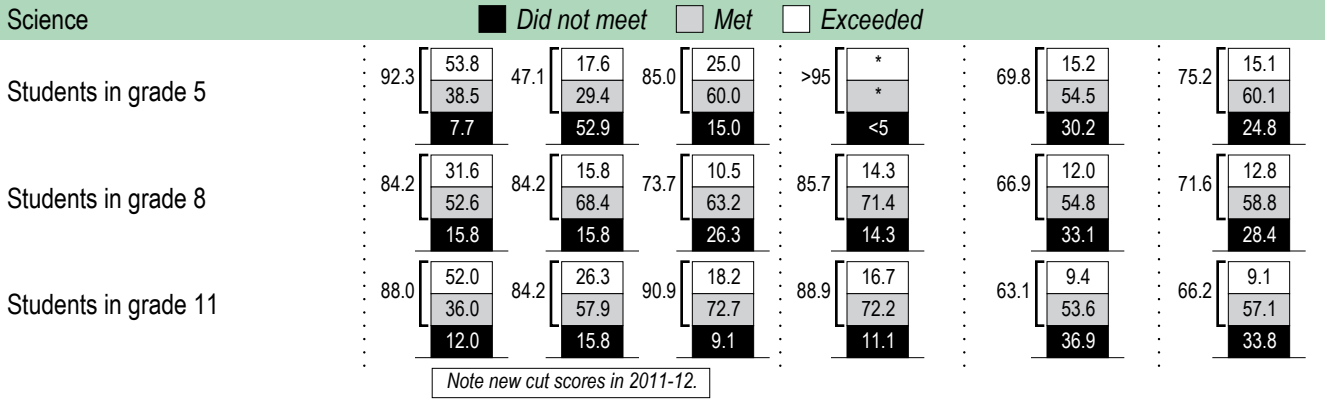 Science Did not meet Met Exceeded
53.8 17.6 25.0 * 15.2 15.1
92.3 47.1 85.0 >95 69.8 75.2
Students in grade 5 38.5 29.4 60.0 * 54.5 60.1
7.7 52.9 15.0 <5 30.2 24.8
31.6 15.8 10.5 14.3 12.0 12.8
84.2 84.2 73.7 85.7 66.9 71.6
Students in grade 8 52.6 68.4 63.2 71.4 54.8 58.8
15.8 15.8 26.3 14.3 33.1 28.4
52.0 26.3 18.2 16.7 9.4 9.1
88.0 84.2 90.9 88.9 63.1 66.2
Students in grade 11 36.0 57.9 72.7 72.2 53.6 57.1
12.0 15.8 9.1 11.1 36.9 33.8
Note new cut scores in 2011-12.